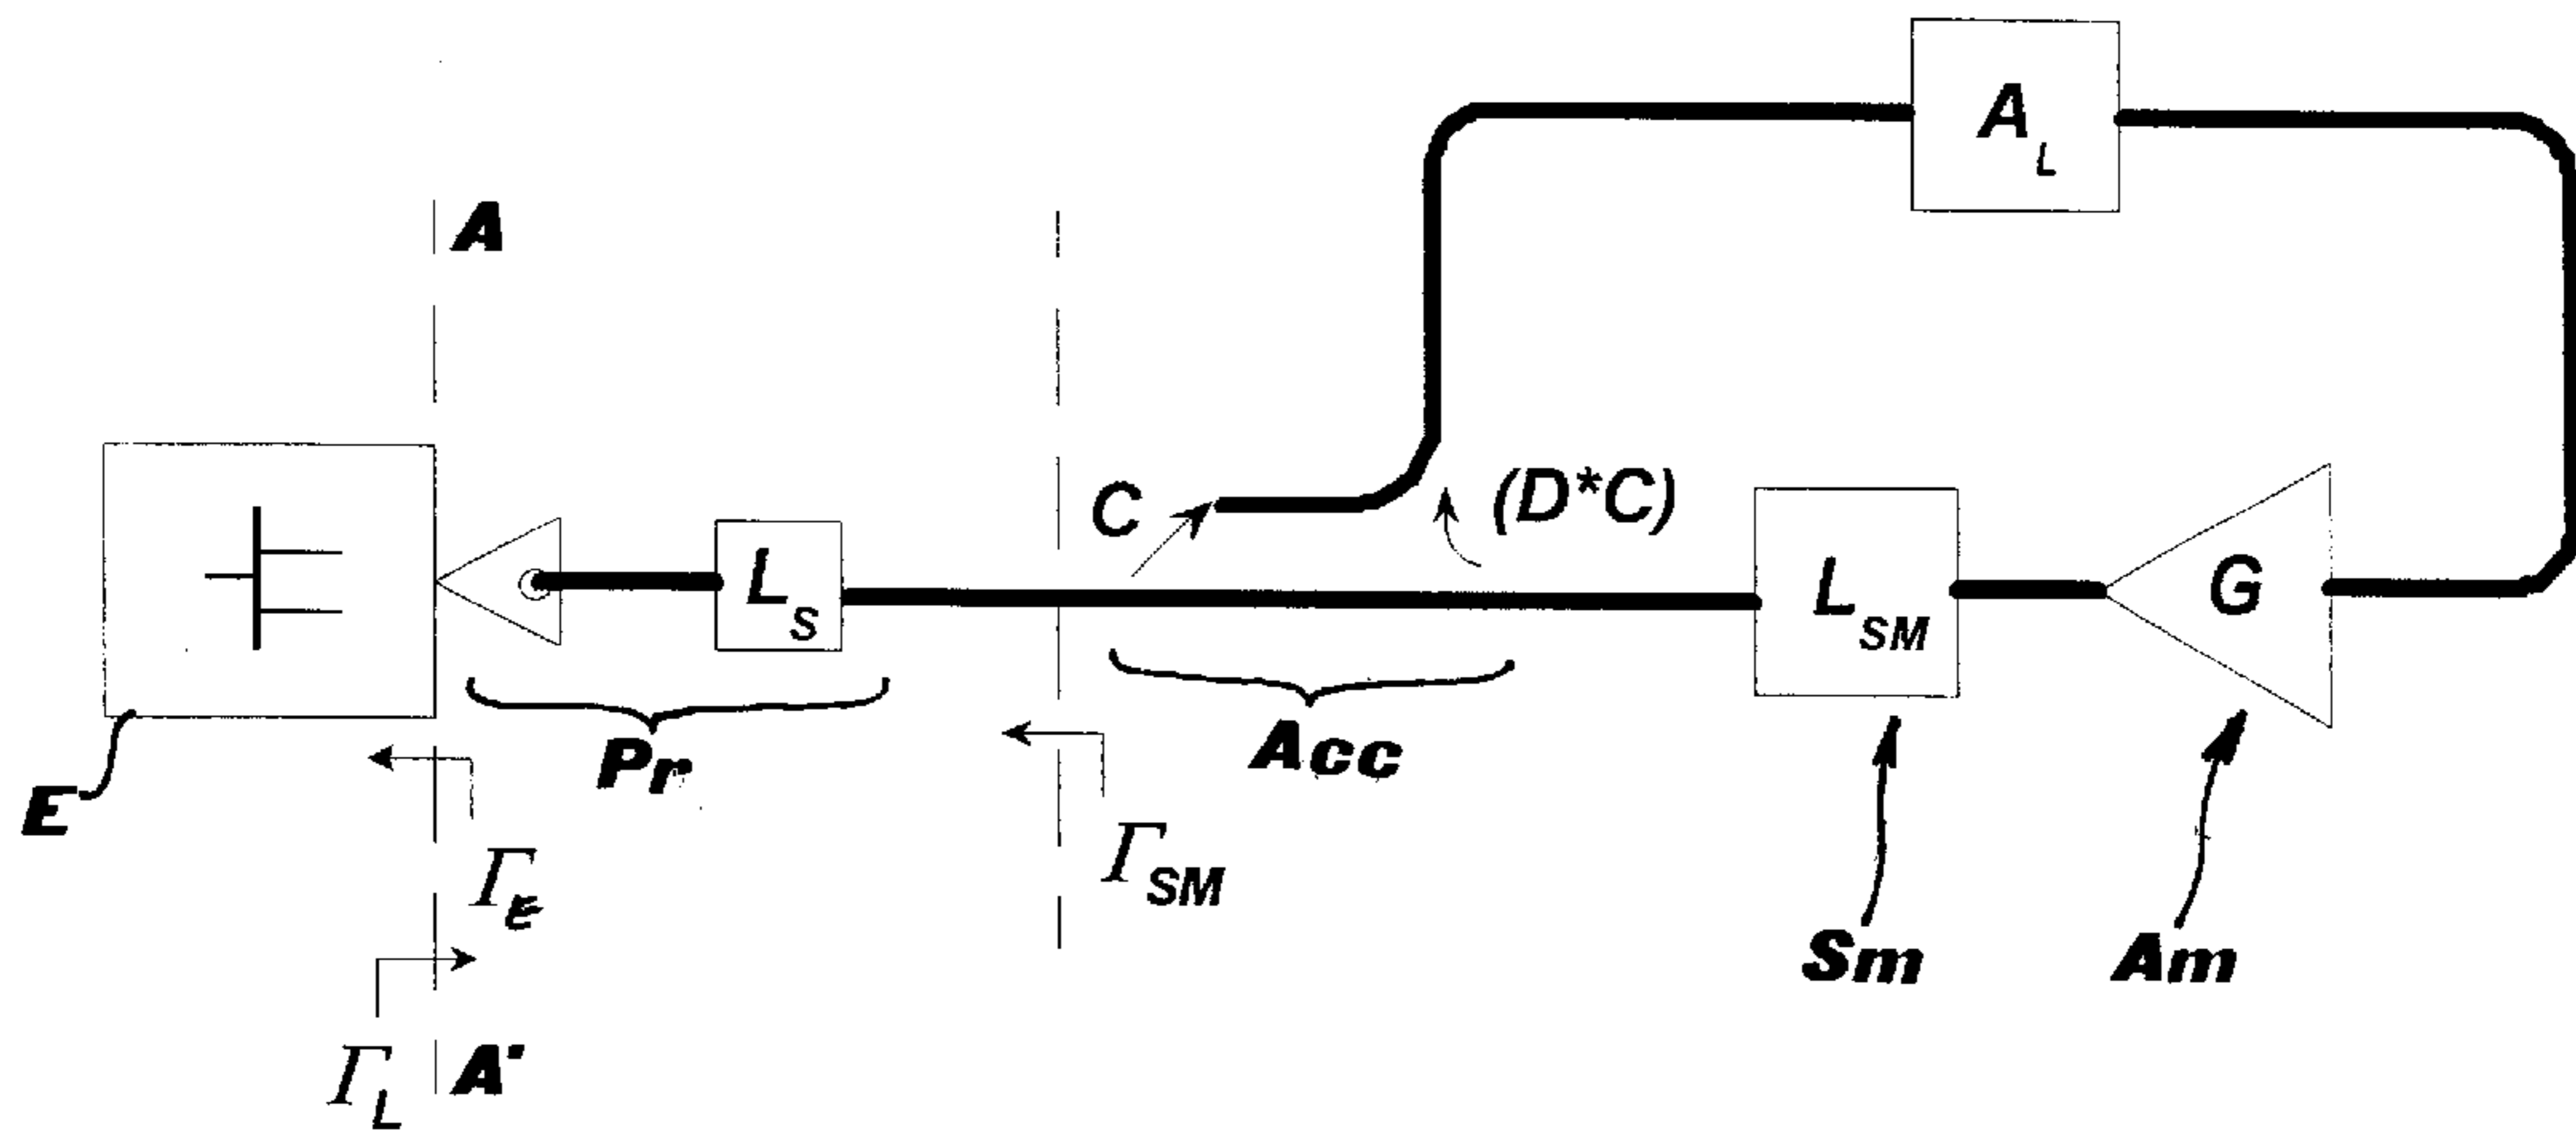 A_L
A
C
(D*C)
L_S
L_SM
G
Pr
Acc
E
Γ_E
Γ_SM
Sm
Am
Γ_L
A'